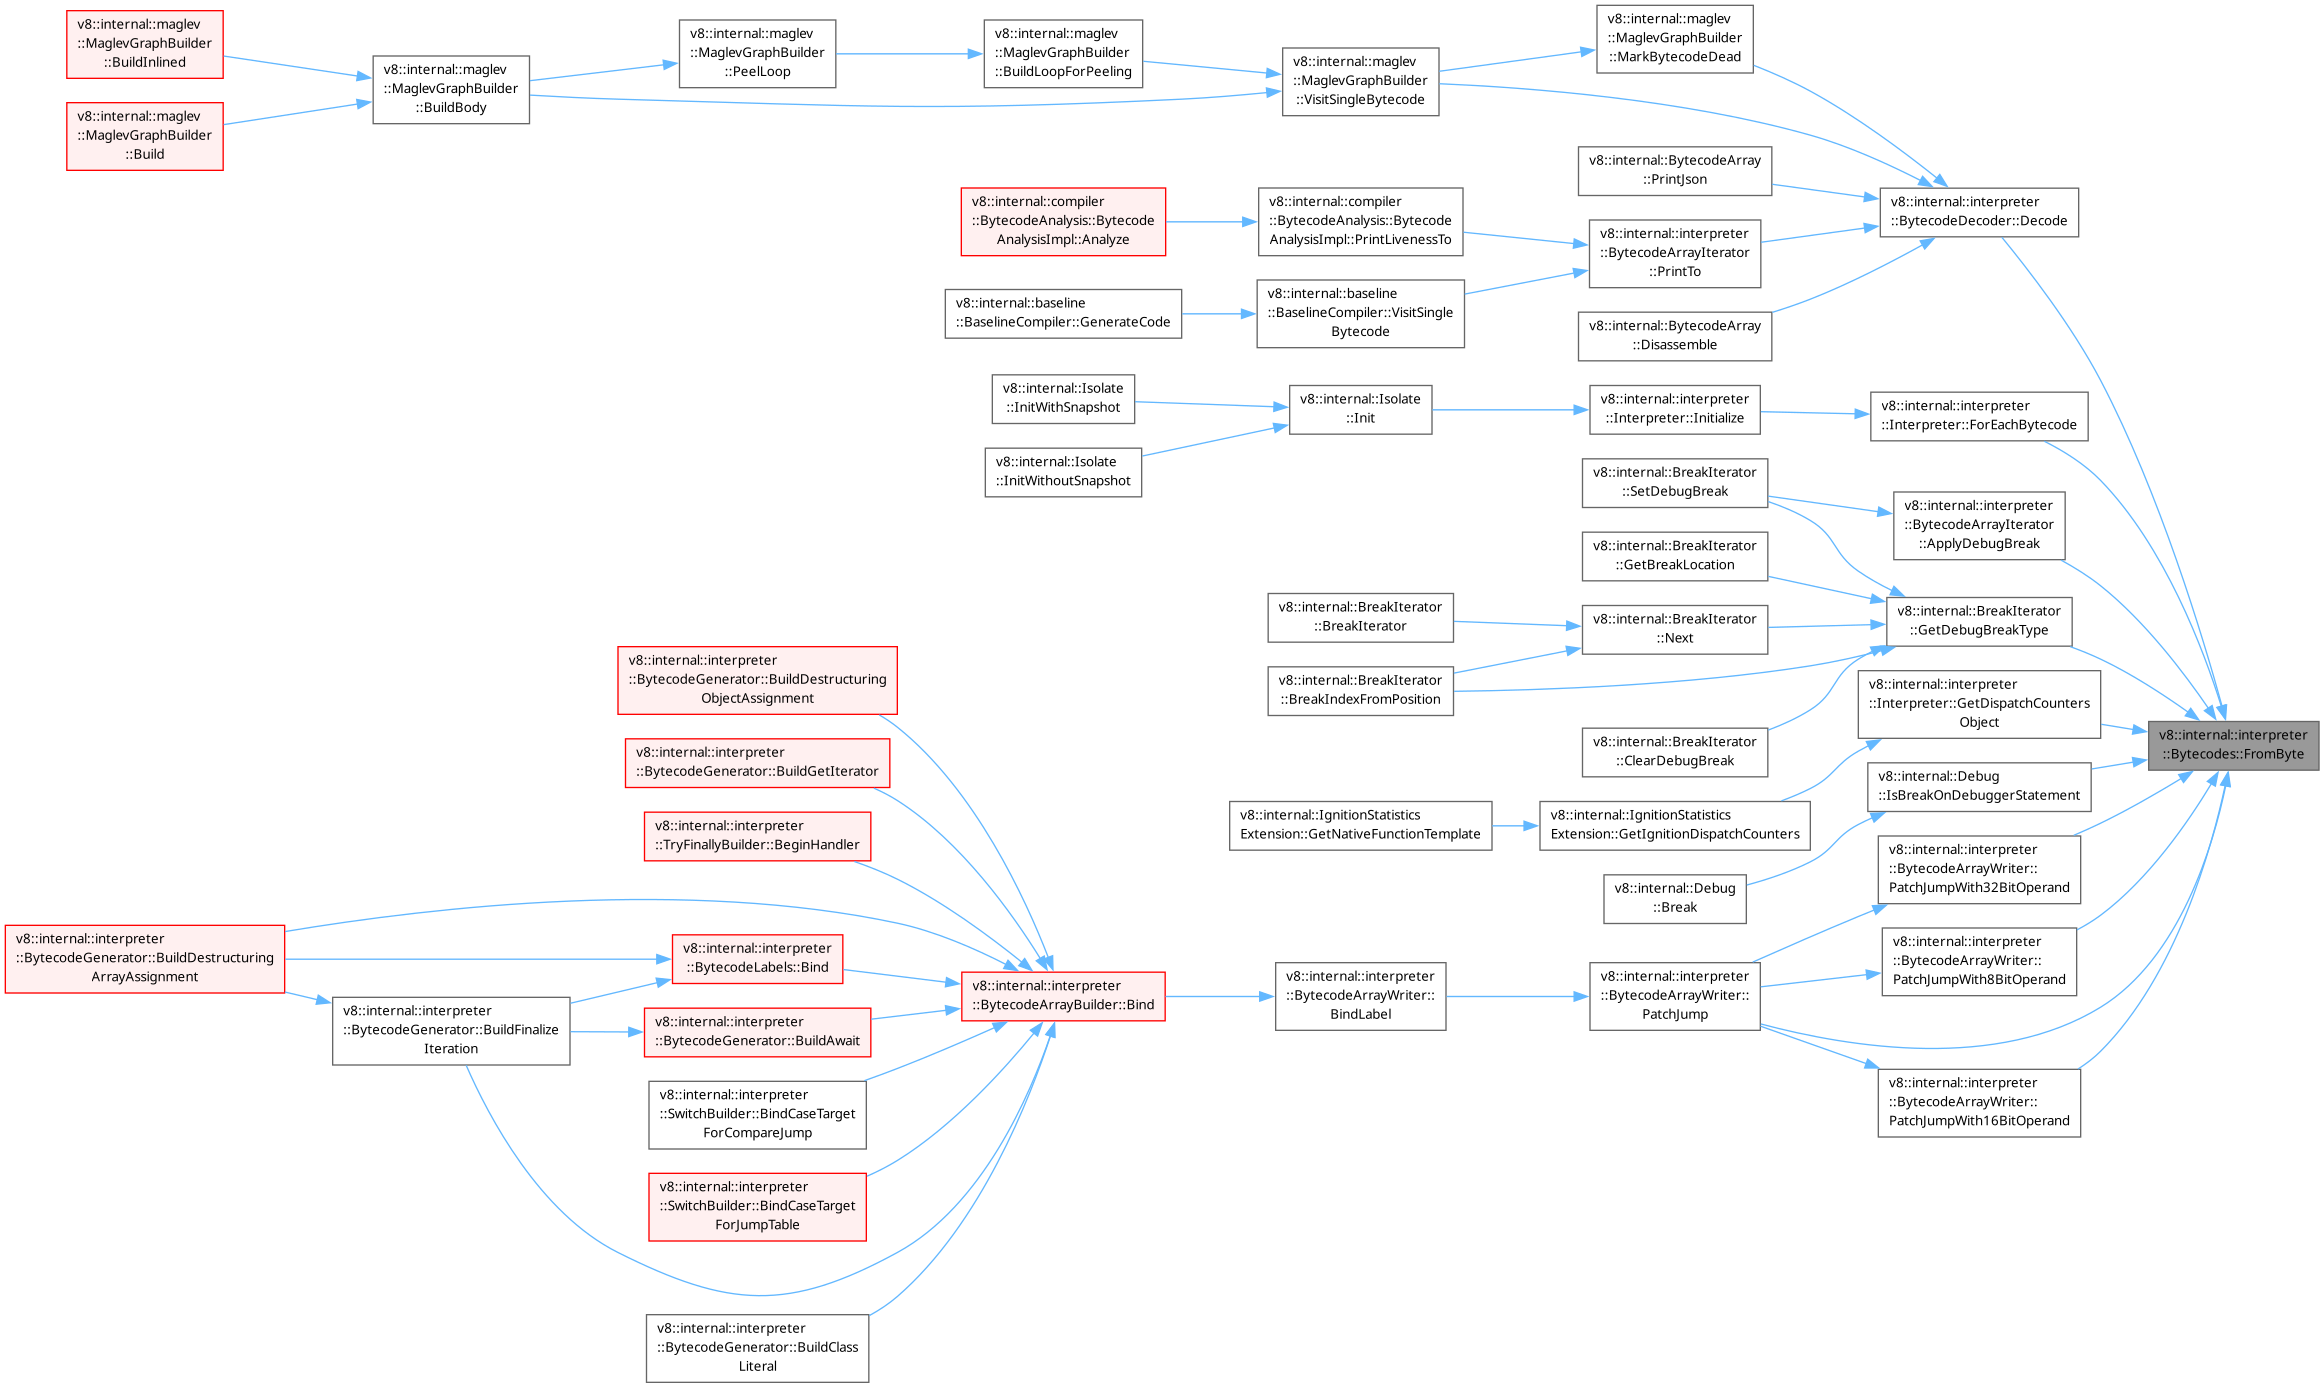 v8::internal::maglev
::MaglevGraphBuilder
::BuildInlined
v8::internal::maglev
::MaglevGraphBuilder
::Build
v8::internal::maglev
::MaglevGraphBuilder
::BuildBody
v8::internal::maglev
::MaglevGraphBuilder
::PeelLoop
v8::internal::maglev
::MaglevGraphBuilder
::BuildLoopForPeeling
v8::internal::maglev
::MaglevGraphBuilder
::VisitSingleBytecode
v8::internal::maglev
::MaglevGraphBuilder
::MarkBytecodeDead
v8::internal::BytecodeArray
::PrintJson
v8::internal::compiler
::BytecodeAnalysis::Bytecode
AnalysisImpl::Analyze
v8::internal::compiler
::BytecodeAnalysis::Bytecode
AnalysisImpl::PrintLivenessTo
v8::internal::interpreter
::BytecodeArrayIterator
::PrintTo
v8::internal::interpreter
::BytecodeDecoder::Decode
v8::internal::baseline
::BaselineCompiler::GenerateCode
v8::internal::baseline
::BaselineCompiler::VisitSingle
Bytecode
v8::internal::BytecodeArray
::Disassemble
v8::internal::Isolate
::InitWithSnapshot
v8::internal::Isolate
::InitWithoutSnapshot
v8::internal::Isolate
::Init
v8::internal::interpreter
::Interpreter::Initialize
v8::internal::interpreter
::Interpreter::ForEachBytecode
v8::internal::BreakIterator
::SetDebugBreak
v8::internal::interpreter
::BytecodeArrayIterator
::ApplyDebugBreak
v8::internal::BreakIterator
::GetBreakLocation
v8::internal::BreakIterator
::BreakIterator
v8::internal::BreakIterator
::Next
v8::internal::BreakIterator
::GetDebugBreakType
v8::internal::BreakIterator
::BreakIndexFromPosition
v8::internal::interpreter
::Interpreter::GetDispatchCounters
Object
v8::internal::BreakIterator
::ClearDebugBreak
v8::internal::interpreter
::Bytecodes::FromByte
v8::internal::Debug
::IsBreakOnDebuggerStatement
v8::internal::IgnitionStatistics
Extension::GetNativeFunctionTemplate
v8::internal::IgnitionStatistics
Extension::GetIgnitionDispatchCounters
v8::internal::Debug
::Break
v8::internal::interpreter
::BytecodeArrayWriter::
PatchJumpWith32BitOperand
v8::internal::interpreter
::BytecodeArrayWriter::
PatchJumpWith8BitOperand
v8::internal::interpreter
::BytecodeArrayWriter::
PatchJumpWith16BitOperand
v8::internal::interpreter
::BytecodeArrayWriter::
PatchJump
v8::internal::interpreter
::BytecodeArrayWriter::
BindLabel
v8::internal::interpreter
::BytecodeArrayBuilder::Bind
v8::internal::interpreter
::BytecodeGenerator::BuildDestructuring
ObjectAssignment
v8::internal::interpreter
::BytecodeGenerator::BuildGetIterator
v8::internal::interpreter
::TryFinallyBuilder::BeginHandler
v8::internal::interpreter
::BytecodeLabels::Bind
v8::internal::interpreter
::BytecodeGenerator::BuildAwait
v8::internal::interpreter
::SwitchBuilder::BindCaseTarget
ForCompareJump
v8::internal::interpreter
::SwitchBuilder::BindCaseTarget
ForJumpTable
v8::internal::interpreter
::BytecodeGenerator::BuildClass
Literal
v8::internal::interpreter
::BytecodeGenerator::BuildDestructuring
ArrayAssignment
v8::internal::interpreter
::BytecodeGenerator::BuildFinalize
Iteration